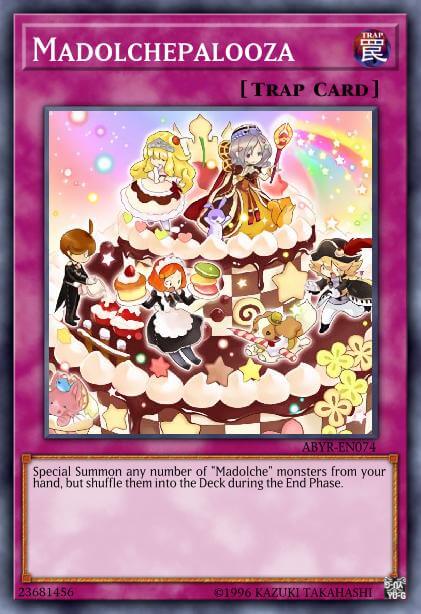 MADOLCHEPALOOZA
TRAP
罠
[TRAP CARD]
ABYR-EN074
Special Summon any number of "Madolche" monsters from your
hand, but shuffle them into the Deck during the End Phase.
23681456
©1996 KAZUKI TAKAHASHI